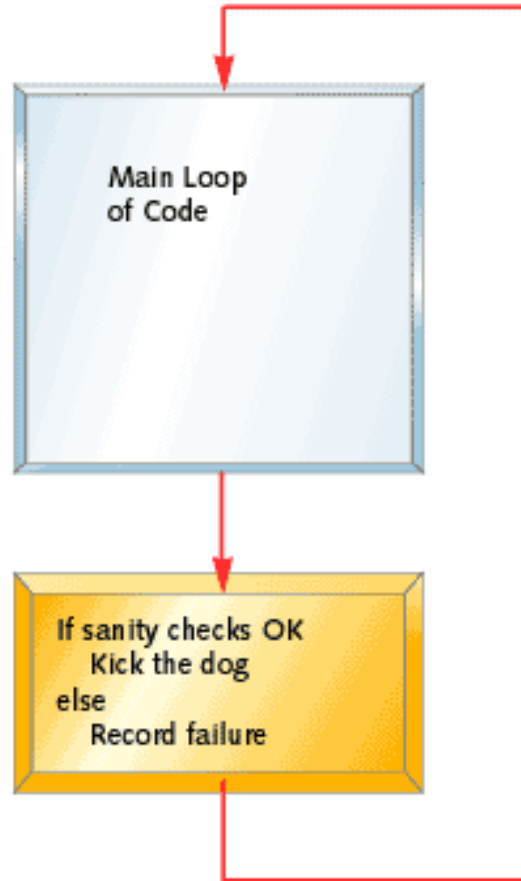 Main Loop
of Code
If sanity checks OK
Kick the dog
else
Record failure